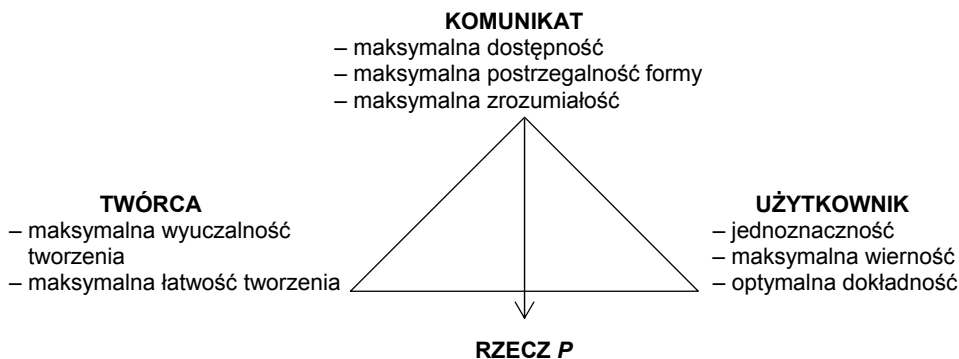 KOMUNIKAT
– maksymalna dostępność
– maksymalna postrzegalność formy
– maksymalna zrozumiałość
TWÓRCA
– maksymalna wyuczalność
tworzenia
– maksymalna łatwość tworzenia
UŻYTKOWNIK
– jednoznaczność
– maksymalna wierność
– optymalna dokładność
RZECZ P